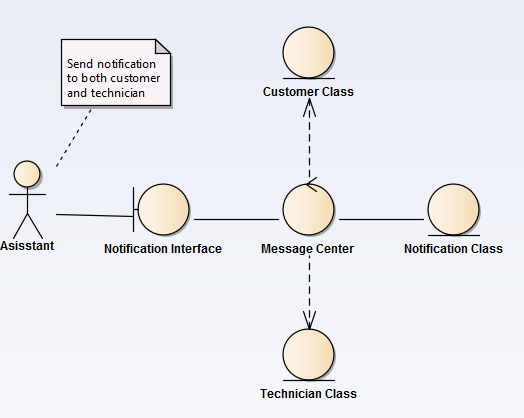 Send notification
to both customer
and technician
Customer Class
Asisstant
Notification Interface
Message Center
Notification Class
Technician Class